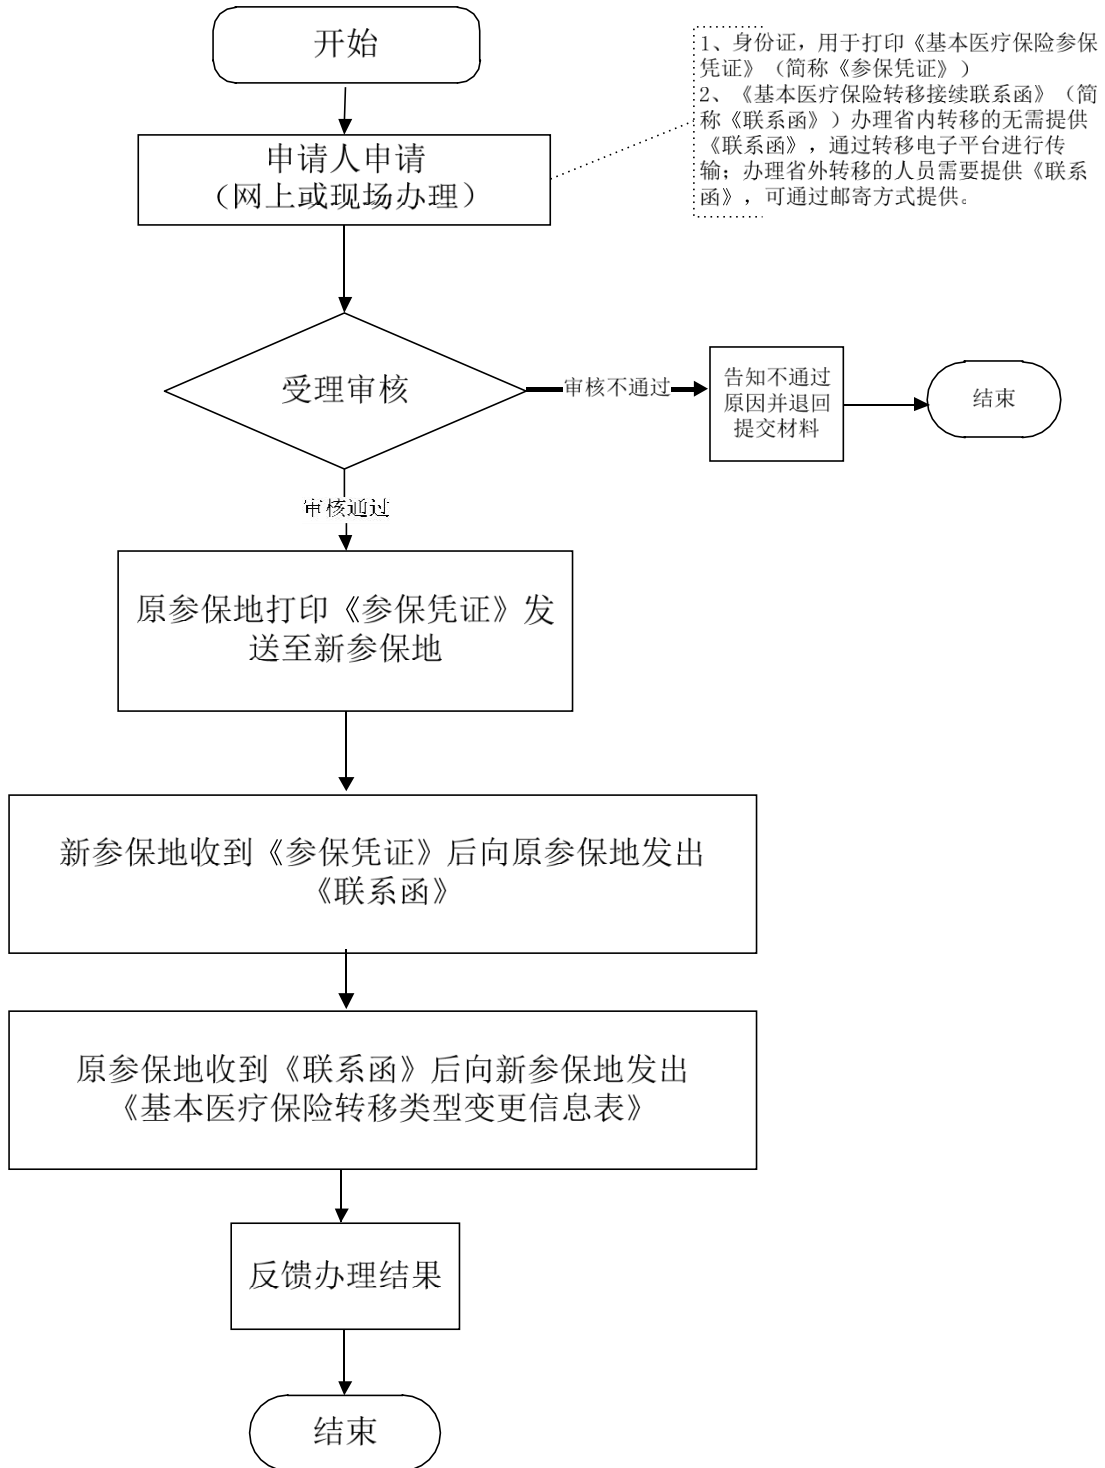 开始
1、身份证，用于打印《基本医疗保险参保
凭证》（简称《参保凭证》）
2、《基本医疗保险转移接续联系函》（简
称《联系函》）办理省内转移的无需提供
《联系函》，通过转移电子平台进行传
输；办理省外转移的人员需要提供《联系
函》，可通过邮寄方式提供。
申请人申请
（网上或现场办理）
受理审核
审核不通过
告知不通过
原因并退回
提交材料
结束
审核通过
原参保地打印《参保凭证》发
送至新参保地
新参保地收到《参保凭证》后向原参保地发出
《联系函》
原参保地收到《联系函》后向新参保地发出
《基本医疗保险转移类型变更信息表》
反馈办理结果
结束